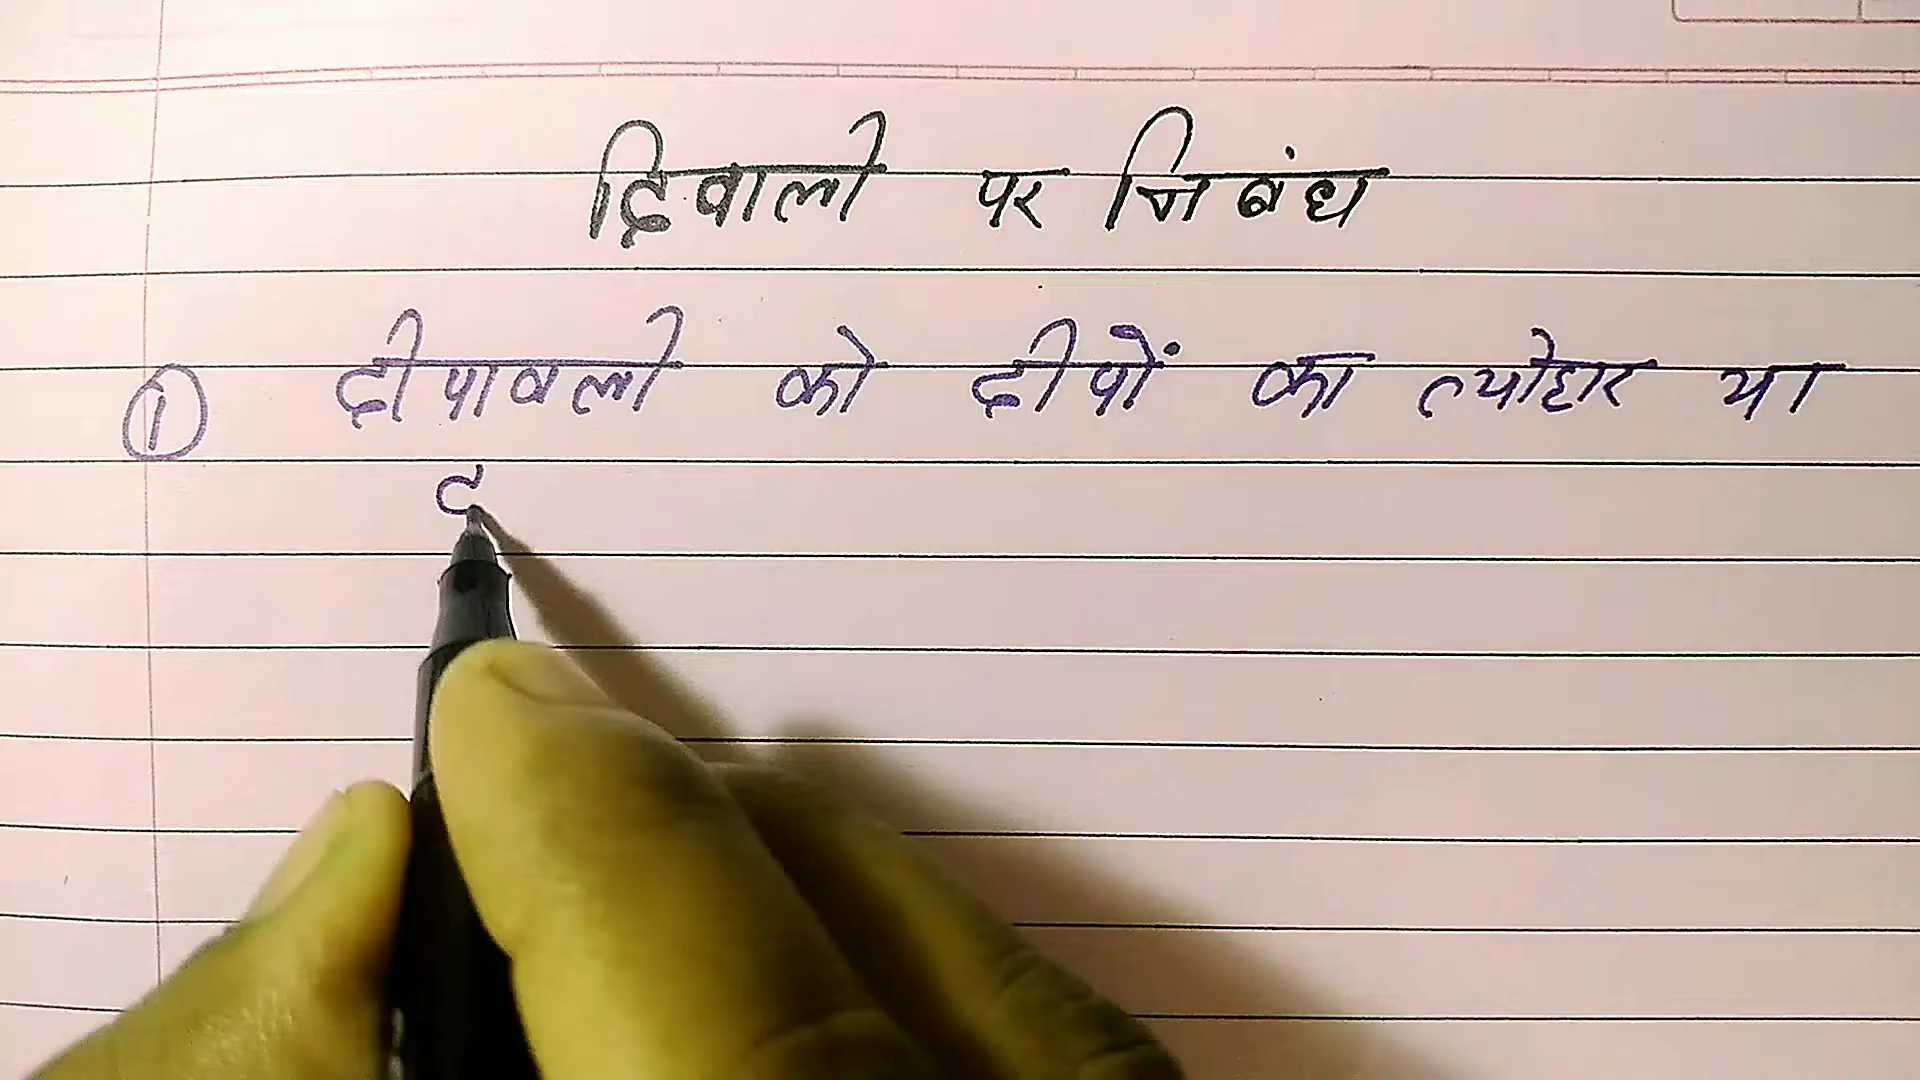 दिवाली पर निबंध
① दीपावली को दीपों का त्योहार या